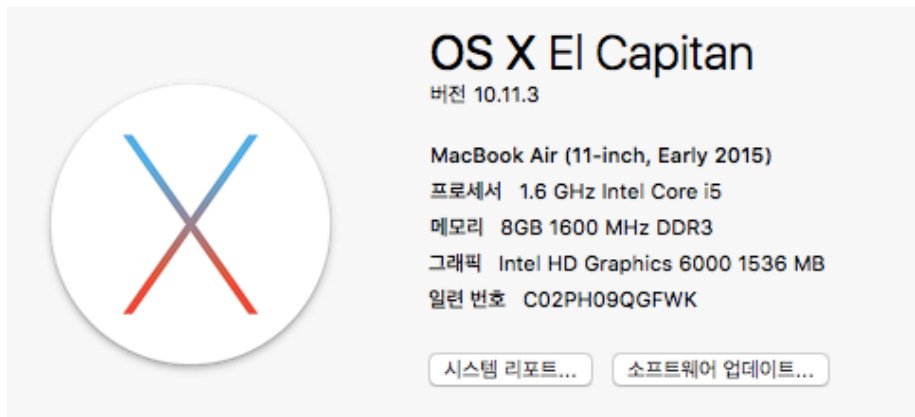 OS X El Capitan
버전 10.11.3
MacBook Air (11-inch, Early 2015)
프로세서 1.6 GHz Intel Core i5
메모리 8GB 1600 MHz DDR3
그래픽 Intel HD Graphics 6000 1536 MB
일련 번호 C02PH09QGFWK
시스템 리포트... 소프트웨어 업데이트...